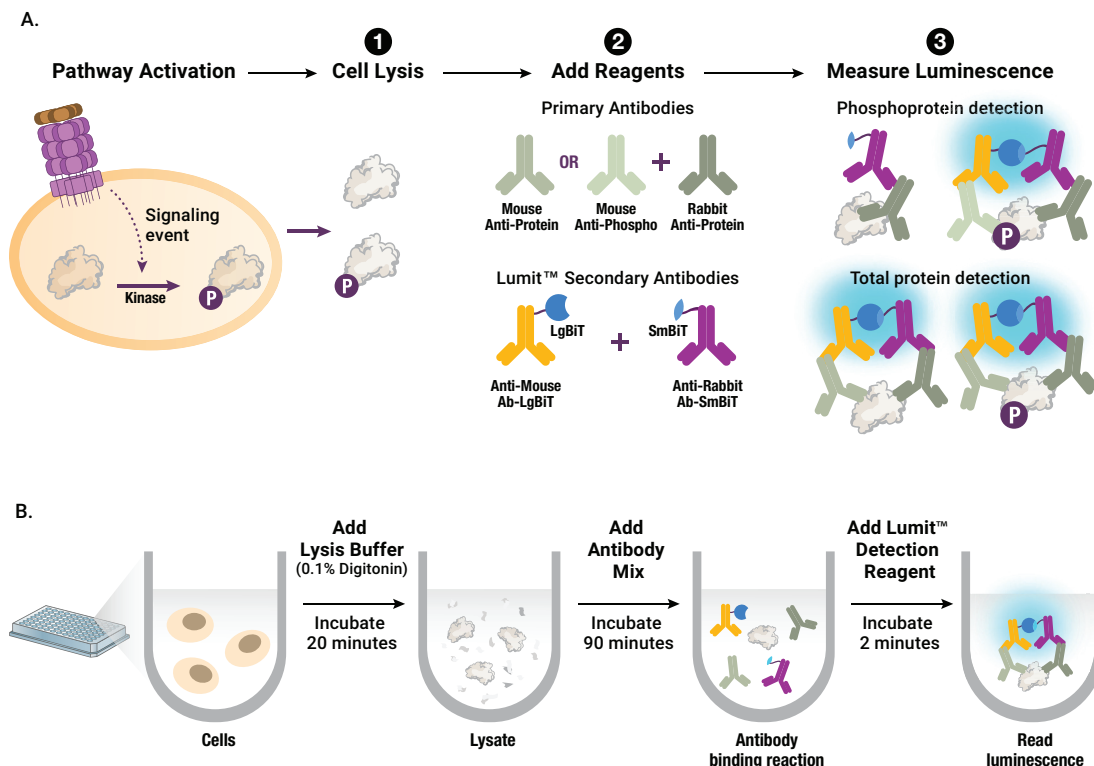 A.
1
2
3
Pathway Activation
Cell Lysis
Add Reagents
Measure Luminescence
Primary Antibodies
Phosphoprotein detection
OR
+
Mouse
Anti-Protein
Mouse
Anti-Phospho
Rabbit
Anti-Protein
Signaling
event
Kinase
P
P
P
Lumit™ Secondary Antibodies
Total protein detection
LgBiT
+
SmBiT
Anti-Mouse
Ab-LgBiT
Anti-Rabbit
Ab-SmBiT
P
B.
Add
Lysis Buffer
(0.1% Digitonin)
Incubate
20 minutes
Add
Antibody
Mix
Incubate
90 minutes
Add Lumit™
Detection
Reagent
Incubate
2 minutes
Cells
Lysate
Antibody
binding reaction
Read
luminescence